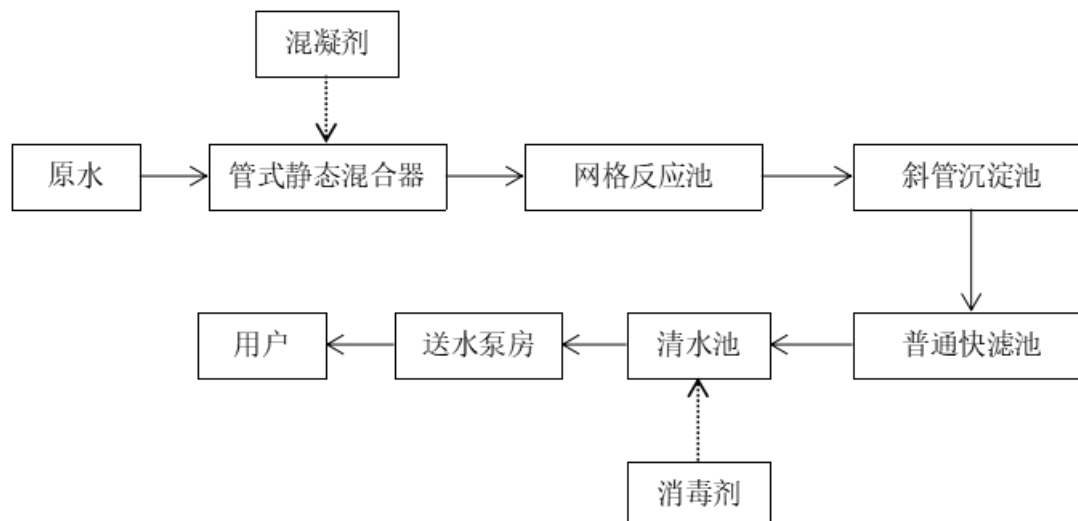 混凝剂
原水
管式静态混合器
网格反应池
斜管沉淀池
用户
送水泵房
清水池
普通快滤池
消毒剂